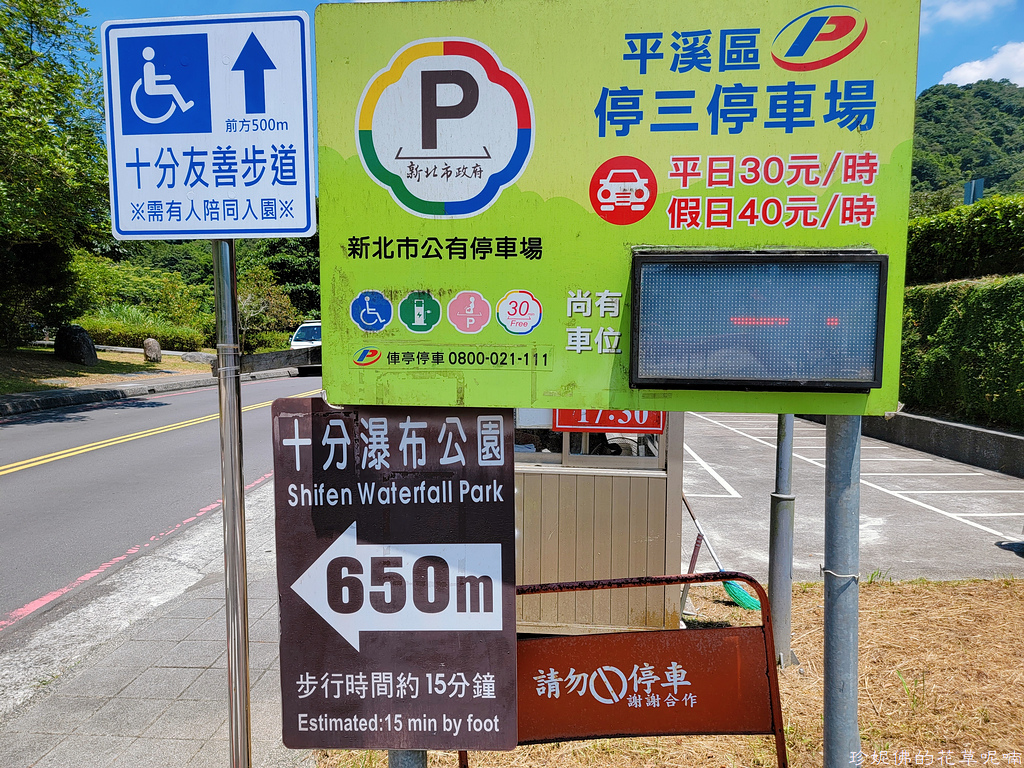 前方500m
十分友善步道
※需有人陪同入園※
P
新北市政府
新北市公有停車場
平溪區
P
停三停車場
平日30元/時
假日40元/時
P
30
Free
尚有
車位
P 俥亭停車 0800-021-111
17:30
十分瀑布公園
Shifen Waterfall Park
650m
步行時間約15分鐘
Estimated:15 min by foot
請勿停車
謝謝合作
珍妮佛的花草呢喃